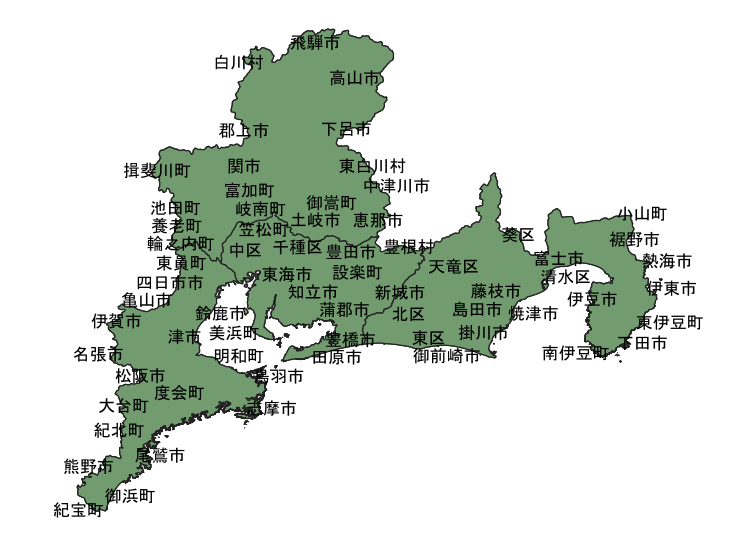 飛騨市
白川村
高山市
郡上市
下呂市
揖斐川町
関市
東白川村
中津川市
富加町
御嵩町
池田町
岐南町
土岐市
恵那市
小山町
養老町
笠松町
葵区
裾野市
輪之内町
中区
千種区
豊田市
豊根村
富士市
熱海市
東員町
東海市
設楽町
天竜区
清水区
四日市市
知立市
新城市
藤枝市
伊豆市
伊東市
亀山市
鈴鹿市
蒲郡市
北区
島田市
焼津市
伊賀市
津市
美浜町
豊橋市
東区
掛川市
東伊豆町
下田市
名張市
明和町
田原市
御前崎市
南伊豆町
松阪市
鳥羽市
度会町
大台町
志摩市
紀北町
尾鷲市
熊野市
御浜町
紀宝町